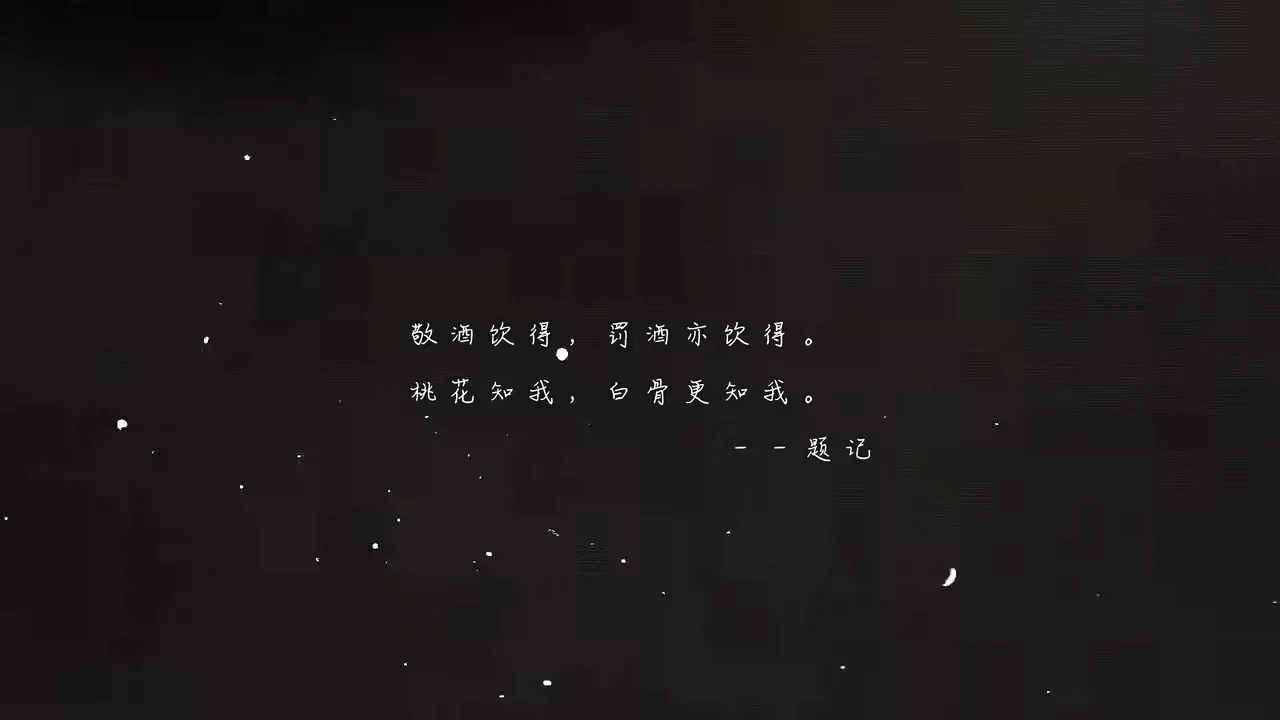 敬酒饮得，罚酒亦饮得。
桃花知我，白骨更知我。
——题记